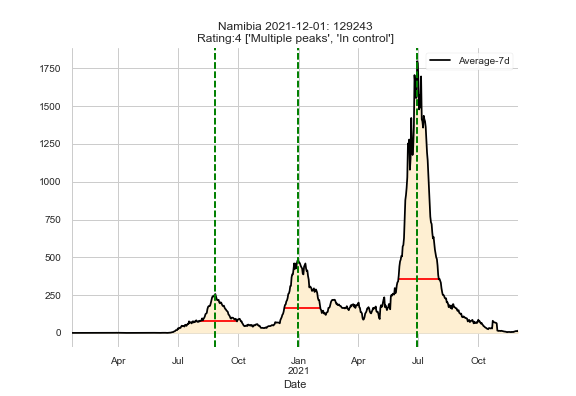 Namibia 2021-12-01: 129243
Rating:4 ['Multiple peaks', 'In control']
Average-7d
1750
1500
1250
1000
750
500
250
0
Apr
Jul
Oct
Jan
2021
Apr
Jul
Oct
Date